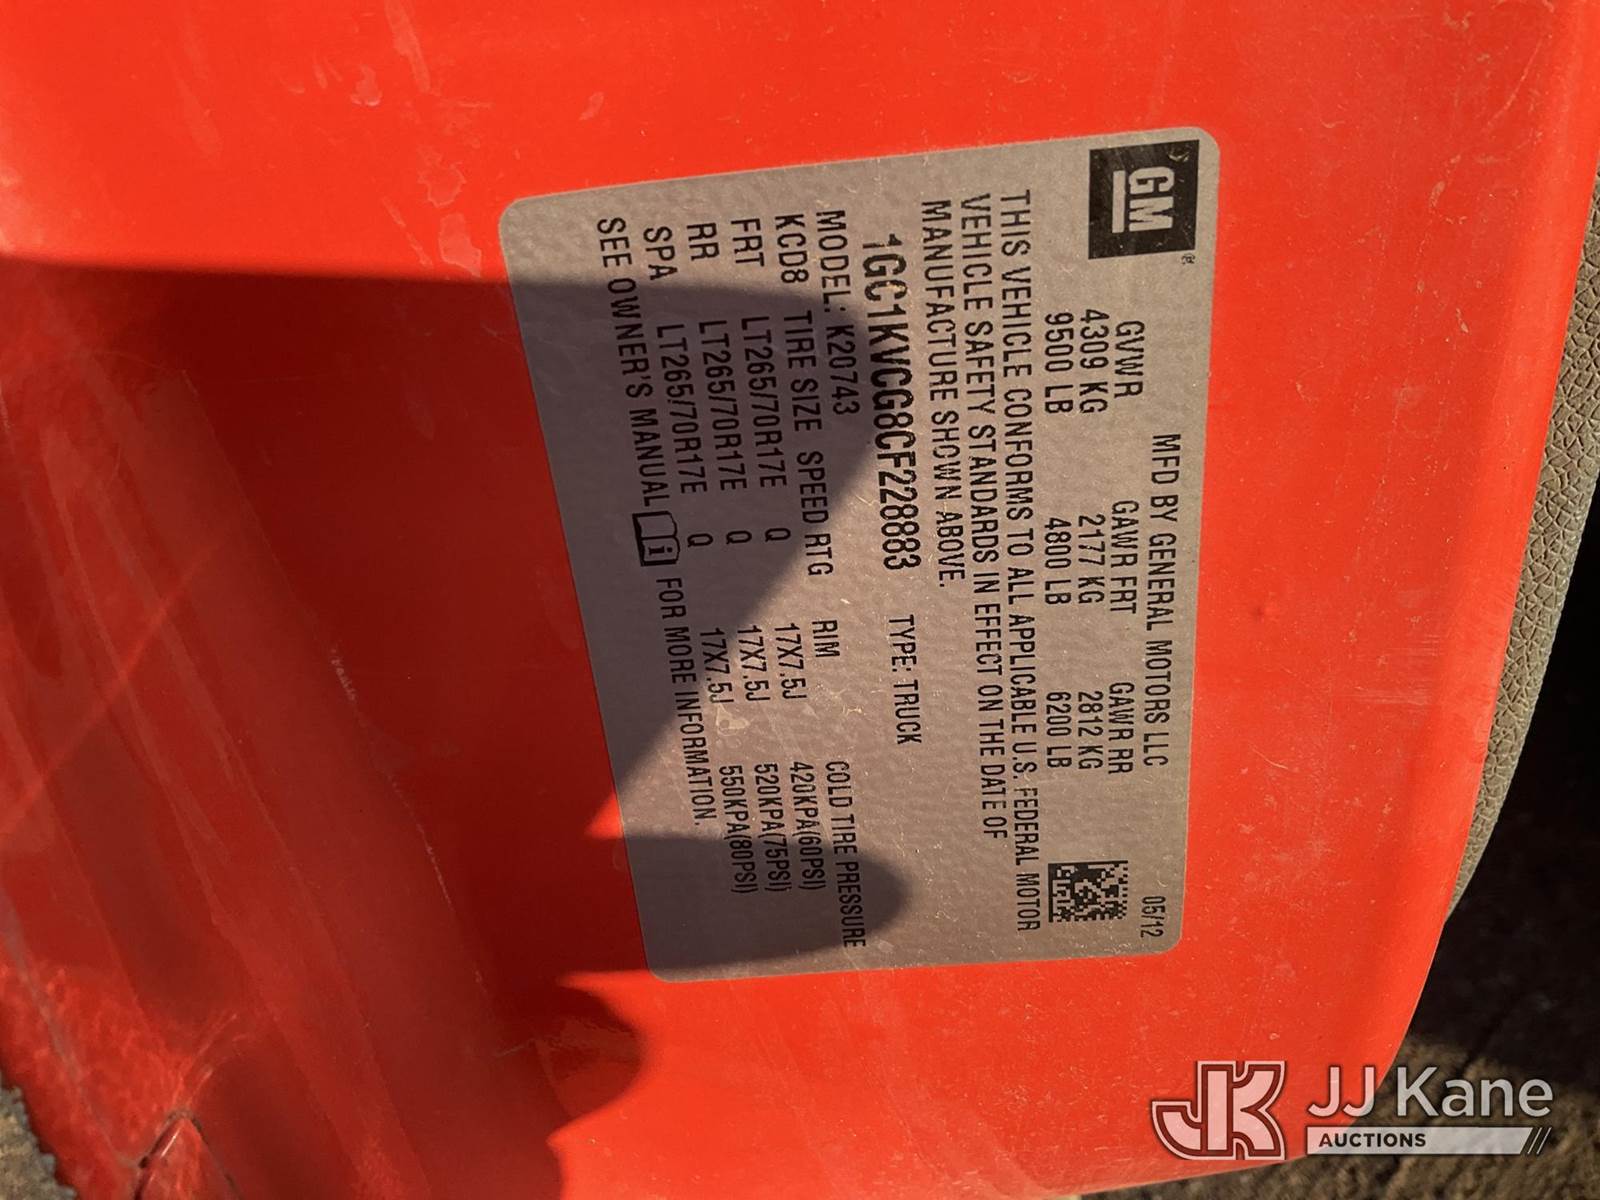 GM®
MFD BY GENERAL MOTORS LLC 05/12
GVWR GAWR FRT GAWR RR
4309 KG 2177 KG 2812 KG
9500 LB 4800 LB 6200 LB
THIS VEHICLE CONFORMS TO ALL APPLICABLE U.S. FEDERAL MOTOR
VEHICLE SAFETY STANDARDS IN EFFECT ON THE DATE OF
MANUFACTURE SHOWN ABOVE.
1GC1KVCG8CF228883 TYPE: TRUCK
MODEL: K20743
KCD8 TIRE SIZE SPEED RTG RIM COLD TIRE PRESSURE
FRT LT265/70R17E Q 17X7.5J 420KPA(60PSI)
RR LT265/70R17E Q 17X7.5J 520KPA(75PSI)
SPA LT265/70R17E Q 17X7.5J 550KPA(80PSI)
SEE OWNER'S MANUAL FOR MORE INFORMATION.
JK JJ Kane
AUCTIONS